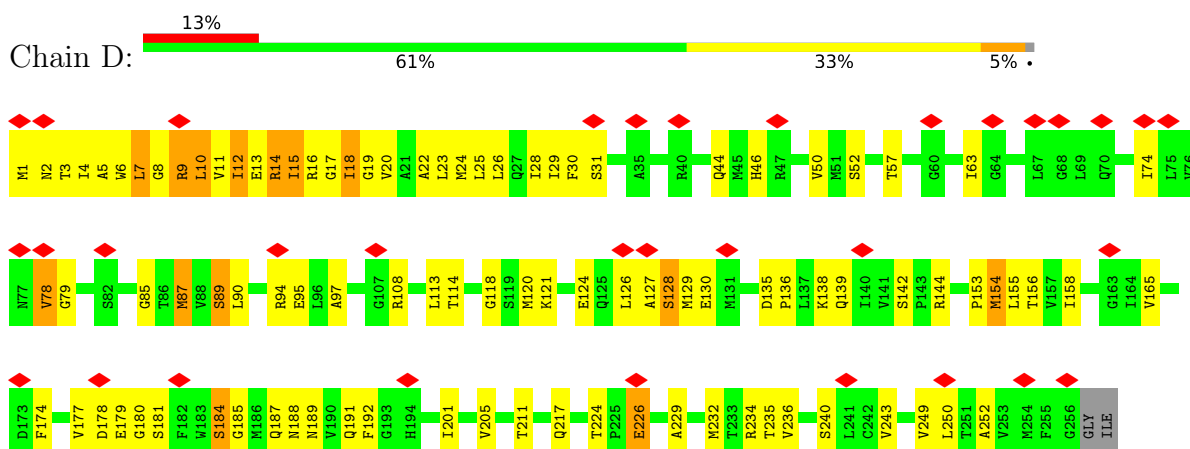 13%
Chain D:
61% 33% 5% •
M1 N2 T3 I4 A5 W6 L7 G8 R9 L10 V11 I12 E13 R14 I15 R16 G17 I18 G19 V20 A21 A22 L23 M24 L25 L26 Q27 I28 I29 F30 S31 A35 R40 Q44 M45 H46 R47 V50 M51 S52 T57 G60 I63 G64 L67 G68 L69 Q70 I74 L75 V76
N77 V78 G79 S82 G85 T86 M87 V88 S89 L90 R94 E95 L96 A97 G107 R108 L113 T114 G118 S119 M120 K121 E124 Q125 L126 A127 S128 M129 E130 M131 D135 P136 L137 K138 Q139 I140 V141 S142 P143 R144 P153 M154 L155 T156 V157 I158 G163 I164 V165
D173 F174 V177 D178 E179 G180 S181 F182 W183 S184 G185 M186 Q187 N188 N189 V190 Q191 F192 G193 H194 I201 V205 T211 Q217 T224 P225 E226 A229 M232 T233 R234 T235 V236 S240 L241 C242 V243 V249 L250 T251 A252 V253 M254 F255 G256 GLY ILE